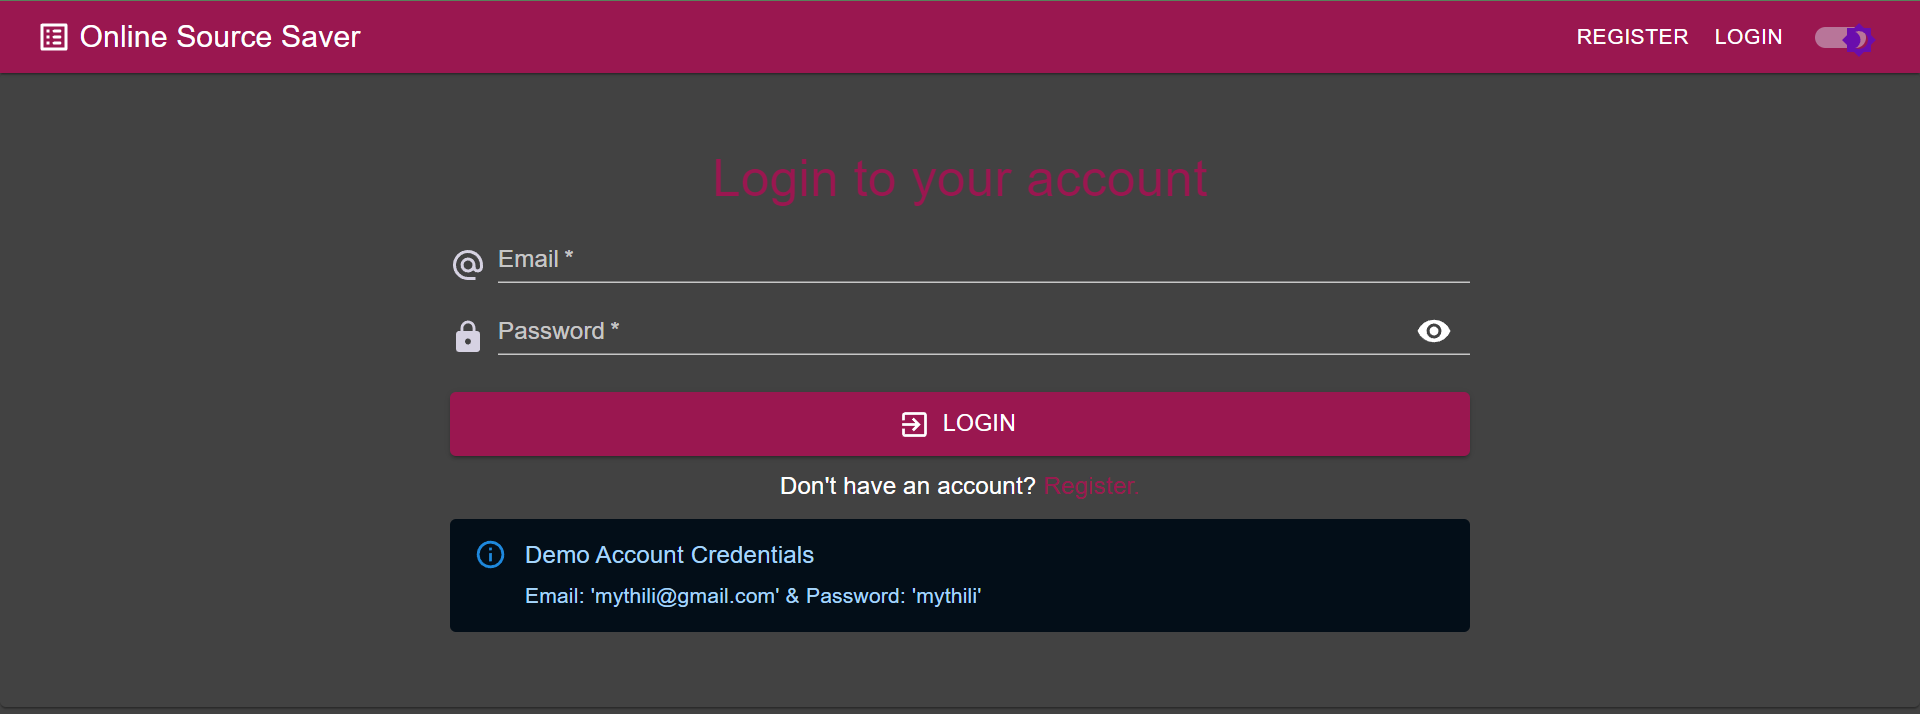 Online Source Saver
REGISTER LOGIN
Login to your account
Email *
Password *
LOGIN
Don't have an account? Register.
Demo Account Credentials
Email: 'mythili@gmail.com' & Password: 'mythili'